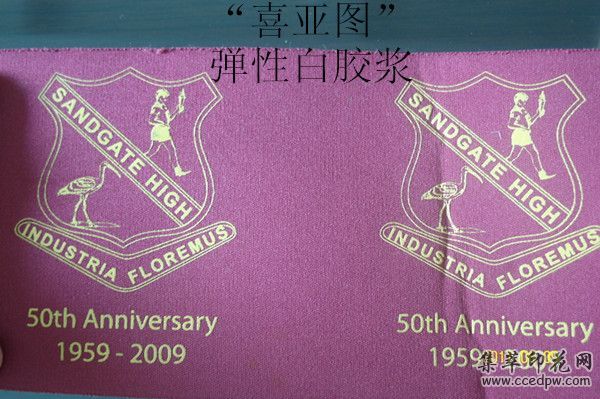 “喜亚图”
弹性白胶浆
SANDGATE HIGH
INDUSTRIA FLOREMUS
50th Anniversary
1959 - 2009
SANDGATE HIGH
INDUSTRIA FLOREMUS
50th Anniversary
1959
集萃印花网
www.ccedpw.com